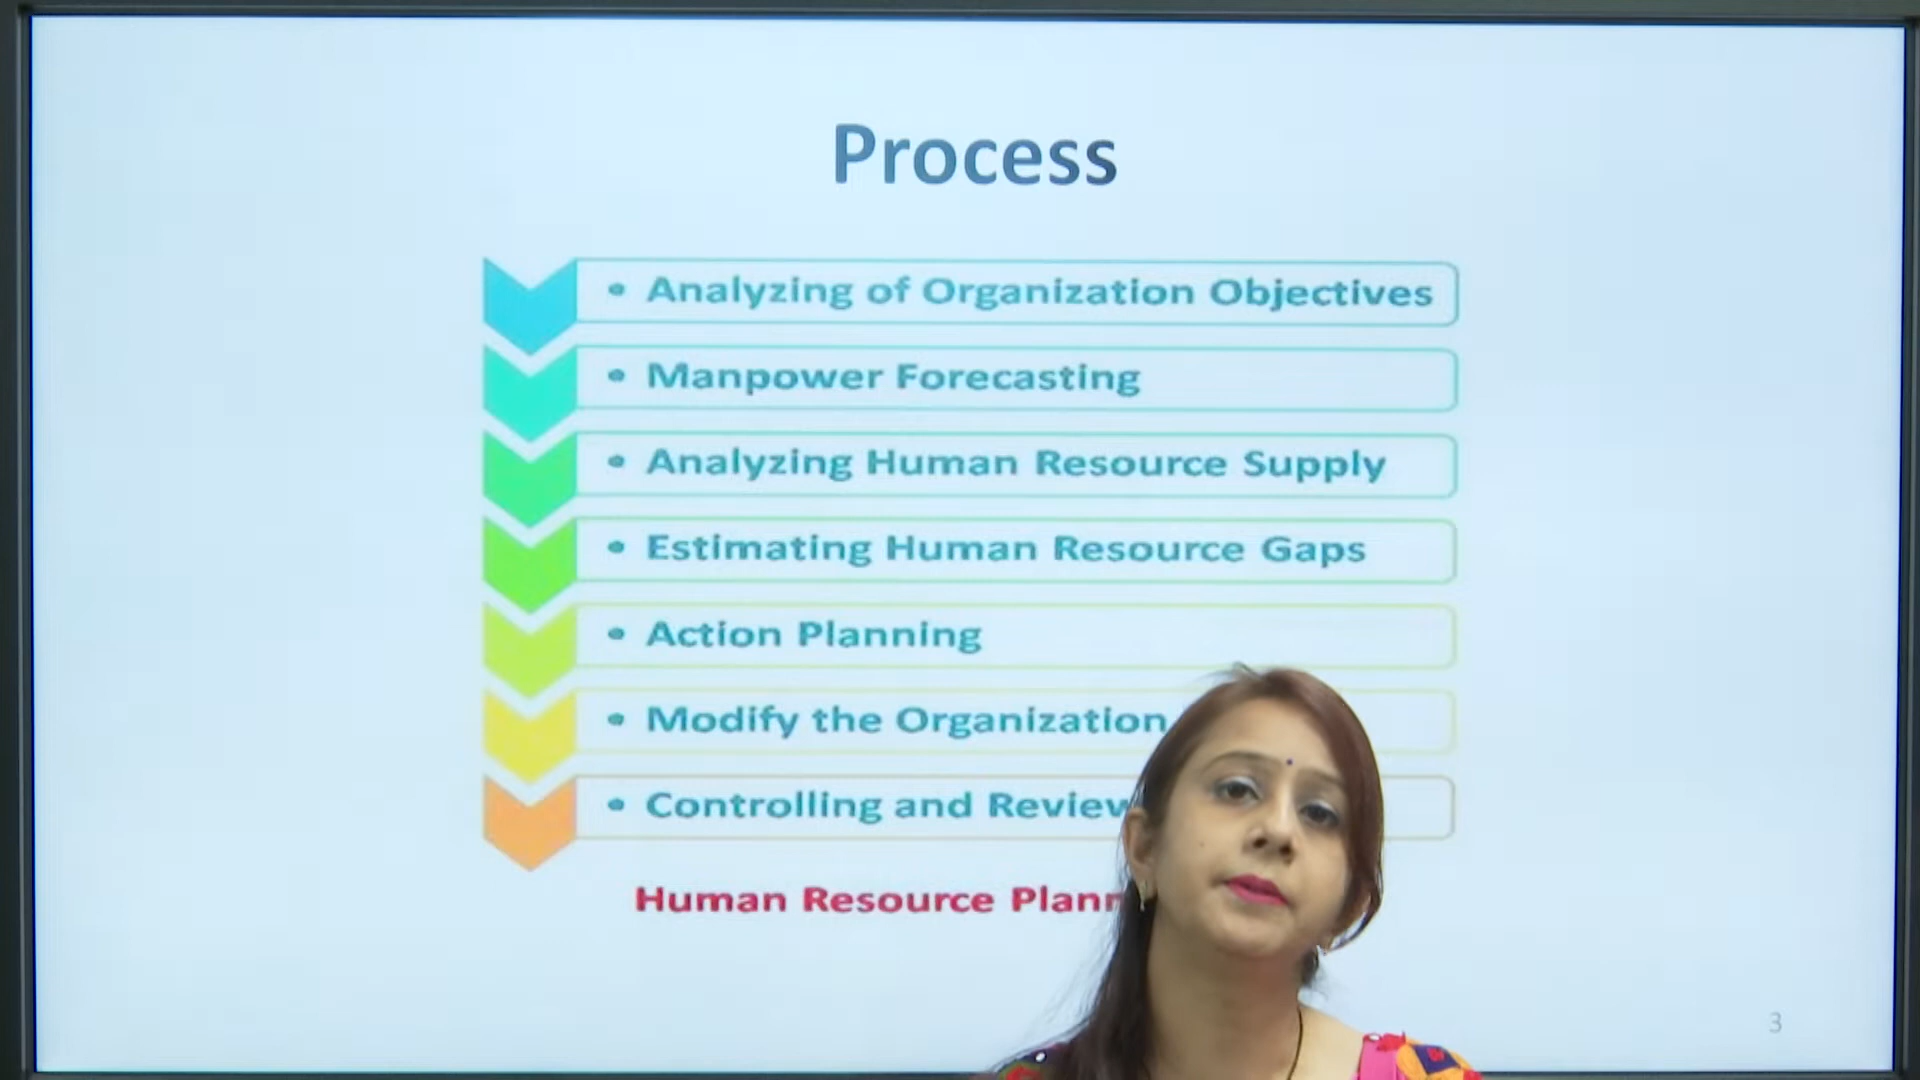 Process
• Analyzing of Organization Objectives
• Manpower Forecasting
• Analyzing Human Resource Supply
• Estimating Human Resource Gaps
• Action Planning
• Modify the Organization
• Controlling and Review
Human Resource
3